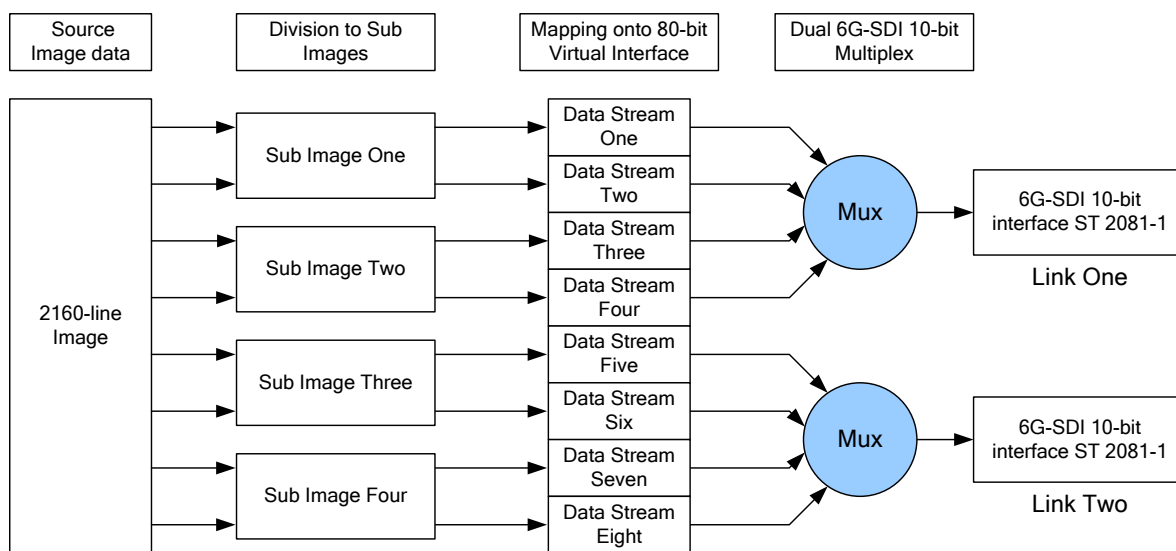 Source
Image data
Division to Sub
Images
Mapping onto 80-bit
Virtual Interface
Dual 6G-SDI 10-bit
Multiplex
2160-line
Image
Sub Image One
Sub Image Two
Sub Image Three
Sub Image Four
Data Stream
One
Data Stream
Two
Data Stream
Three
Data Stream
Four
Data Stream
Five
Data Stream
Six
Data Stream
Seven
Data Stream
Eight
Mux
Mux
6G-SDI 10-bit
interface ST 2081-1
Link One
6G-SDI 10-bit
interface ST 2081-1
Link Two